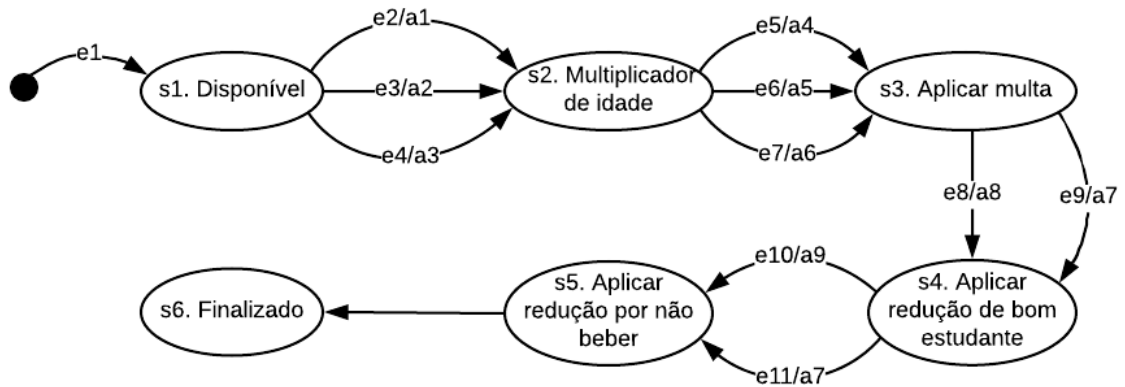 e1
s1. Disponível
e2/a1
e3/a2
e4/a3
s2. Multiplicador
de idade
e5/a4
e6/a5
e7/a6
s3. Aplicar multa
e8/a8
e9/a7
s4. Aplicar
redução de bom
estudante
e10/a9
e11/a7
s5. Aplicar
redução por não
beber
s6. Finalizado